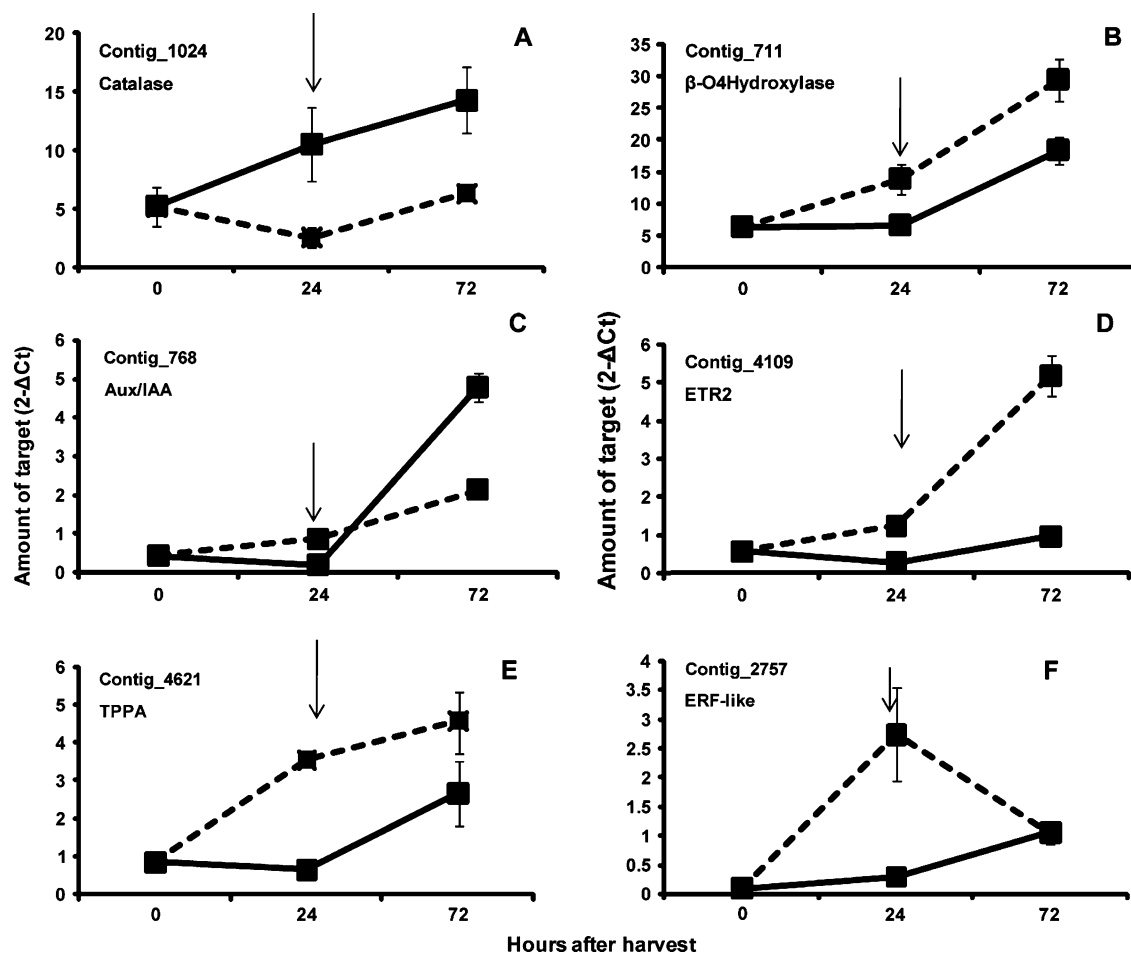 A
Contig_1024
Catalase
20
15
10
5
0
0 24 72
B
Contig_711
β-O4Hydroxylase
35
30
25
20
15
10
5
0
0 24 72
C
Contig_768
Aux/IAA
Amount of target (2-ΔCt)
6
5
4
3
2
1
0
0 24 72
D
Contig_4109
ETR2
Amount of target (2-ΔCt)
6
5
4
3
2
1
0
0 24 72
E
Contig_4621
TPPA
6
5
4
3
2
1
0
0 24 72
F
Contig_2757
ERF-like
4
3.5
3
2.5
2
1.5
1
0.5
0
0 24 72
Hours after harvest